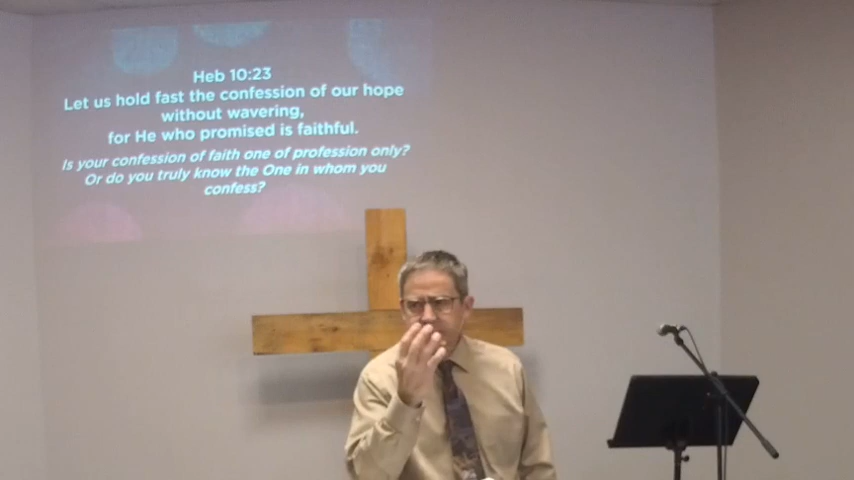 Heb 10:23
Let us hold fast the confession of our hope
without wavering,
for He who promised is faithful.
Is your confession of faith one of profession only?
Or do you truly know the One in whom you
confess?